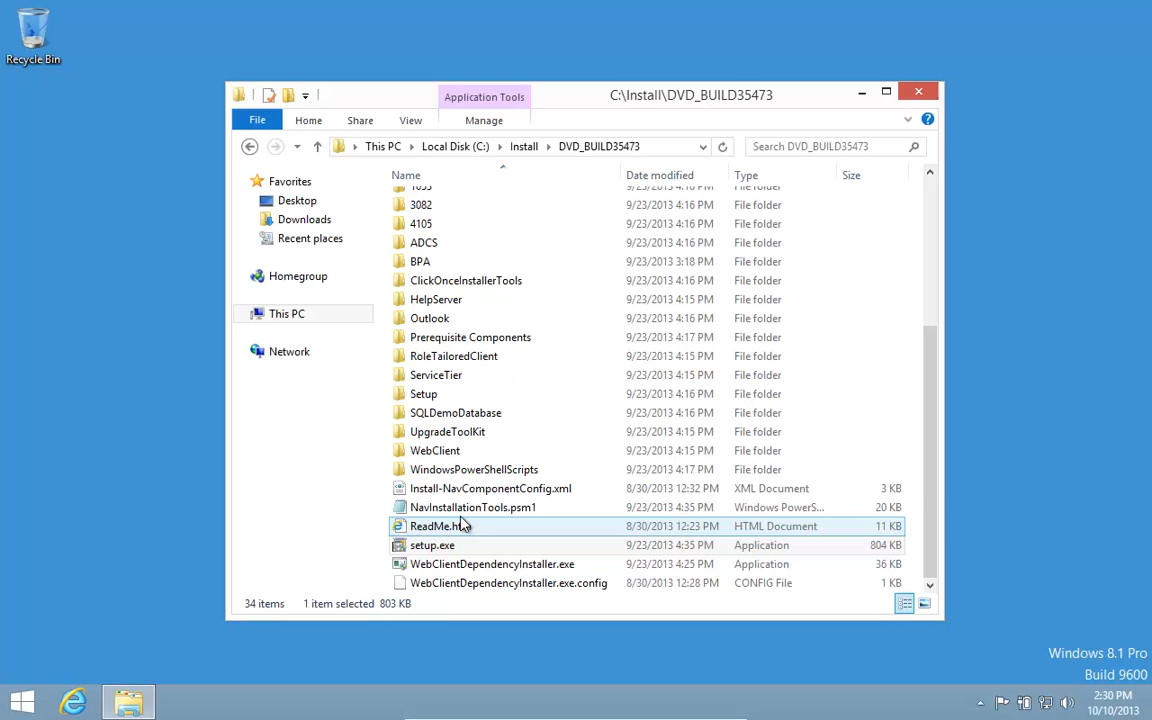 Recycle Bin
Application Tools
C:\Install\DVD_BUILD35473
File Home Share View Manage
This PC Local Disk (C:) Install DVD_BUILD35473
Search DVD_BUILD35473
Favorites
Desktop
Downloads
Recent places
Homegroup
This PC
Network
Name Date modified Type Size
9/23/2013 4:16 PM File folder
3082 9/23/2013 4:16 PM File folder
4105 9/23/2013 4:16 PM File folder
ADCS 9/23/2013 4:16 PM File folder
BPA 9/23/2013 3:18 PM File folder
ClickOnceInstallerTools 9/23/2013 4:16 PM File folder
HelpServer 9/23/2013 4:15 PM File folder
Outlook 9/23/2013 4:16 PM File folder
Prerequisite Components 9/23/2013 4:17 PM File folder
RoleTailoredClient 9/23/2013 4:15 PM File folder
ServiceTier 9/23/2013 4:15 PM File folder
Setup 9/23/2013 4:16 PM File folder
SQLDemoDatabase 9/23/2013 4:16 PM File folder
UpgradeToolKit 9/23/2013 4:15 PM File folder
WebClient 9/23/2013 4:15 PM File folder
WindowsPowerShellScripts 9/23/2013 4:17 PM File folder
Install-NavComponentConfig.xml 8/30/2013 12:32 PM XML Document 3 KB
NavInstallationTools.psm1 9/23/2013 4:35 PM Windows PowerS... 20 KB
ReadMe.htm 8/30/2013 12:23 PM HTML Document 11 KB
setup.exe 9/23/2013 4:35 PM Application 804 KB
WebClientDependencyInstaller.exe 9/23/2013 4:25 PM Application 36 KB
WebClientDependencyInstaller.exe.config 8/30/2013 12:28 PM CONFIG File 1 KB
34 items 1 item selected 803 KB
Windows 8.1 Pro
Build 9600
2:30 PM
10/10/2013